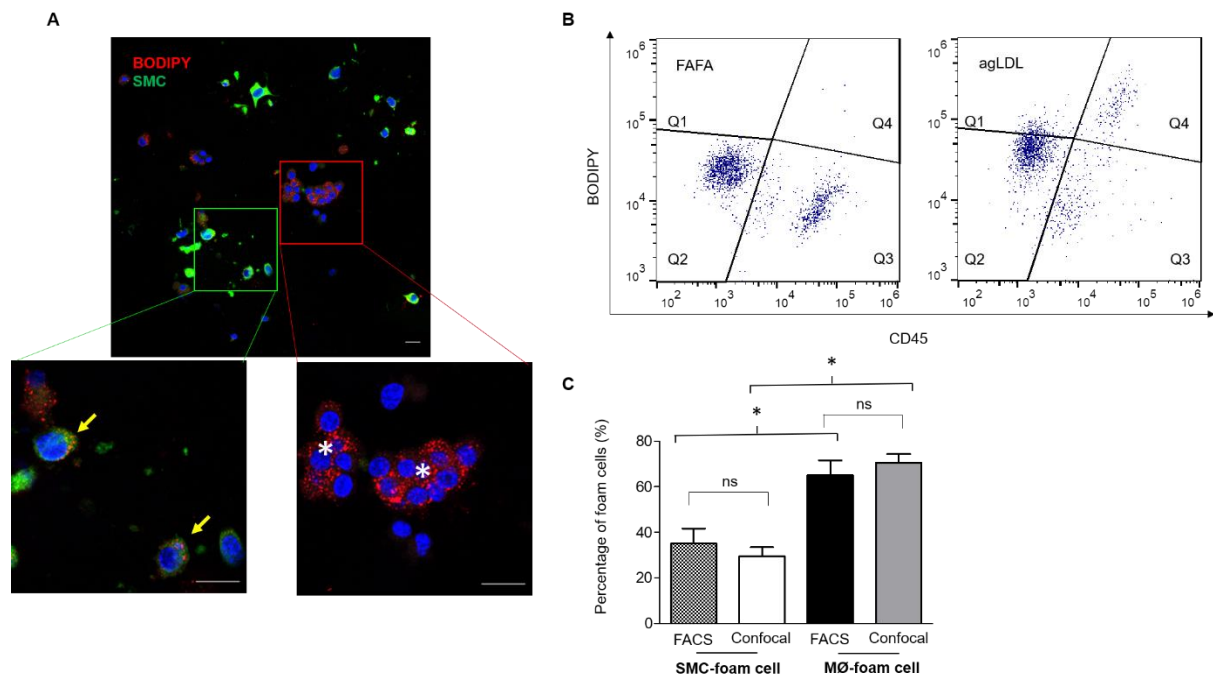 A
BODIPY
SMC
*
*
B
BODIPY
10^6
10^5
10^4
10^3
FAFA
Q1
Q4
Q2
Q3
10^2 10^3 10^4 10^5 10^6
10^6
10^5
10^4
10^3
agLDL
Q1
Q4
Q2
Q3
10^2 10^3 10^4 10^5 10^6
CD45
C
Percentage of foam cells (%)
80
60
40
20
0
*
*
ns
ns
FACS Confocal FACS Confocal
SMC-foam cell MØ-foam cell